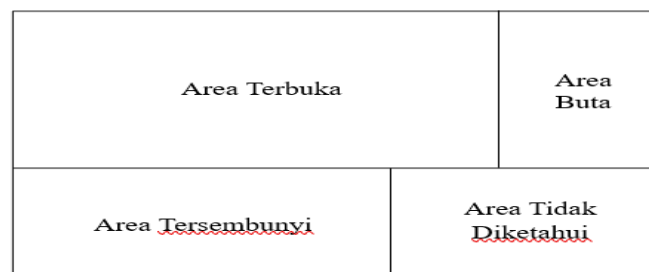 Area Terbuka
Area
Buta
Area Tersembunyi
Area Tidak
Diketahui